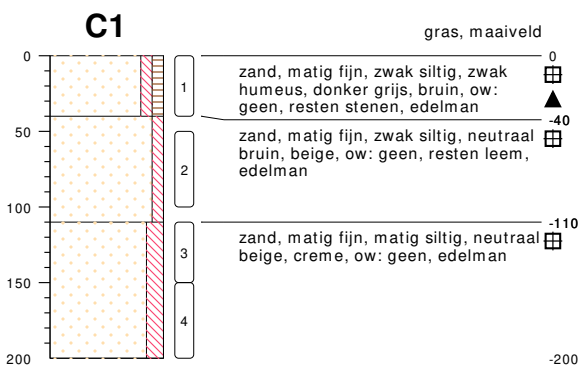 C1
gras, maaiveld
0
50
100
150
200
1
2
3
4
zand, matig fijn, zwak siltig, zwak
humeus, donker grijs, bruin, ow:
geen, resten stenen, edelman
zand, matig fijn, zwak siltig, neutraal
bruin, beige, ow: geen, resten leem,
edelman
zand, matig fijn, matig siltig, neutraal
beige, creme, ow: geen, edelman
0
-40
-110
-200